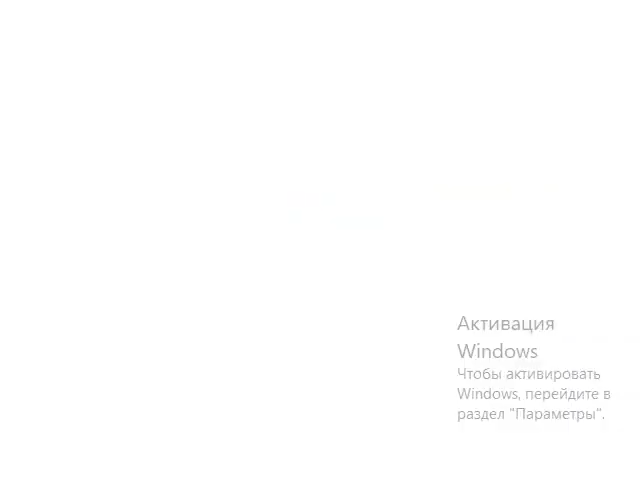 Активация
Windows
Чтобы активировать
Windows, перейдите в
раздел "Параметры".